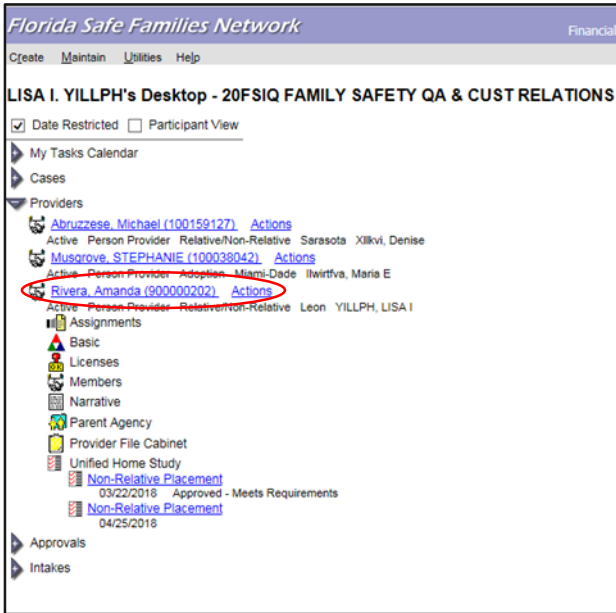 Florida Safe Families Network
Financial
Create Maintain Utilities Help
LISA I. YILLPH's Desktop - 20FSIQ FAMILY SAFETY QA & CUST RELATIONS
Date Restricted Participant View
My Tasks Calendar
Cases
Providers
Abruzzese, Michael (100159127) Actions
Active Person Provider Relative/Non-Relative Sarasota Xllkvi, Denise
Musgrove, STEPHANIE (100038042) Actions
Active Person Provider Adoption Miami-Dade Ilwirtfva, Maria E
Rivera, Amanda (900000202) Actions
Active Person Provider Relative/Non-Relative Leon YILLPH, LISA I
Assignments
Basic
Licenses
Members
Narrative
Parent Agency
Provider File Cabinet
Unified Home Study
Non-Relative Placement
03/22/2018 Approved - Meets Requirements
Non-Relative Placement
04/25/2018
Approvals
Intakes